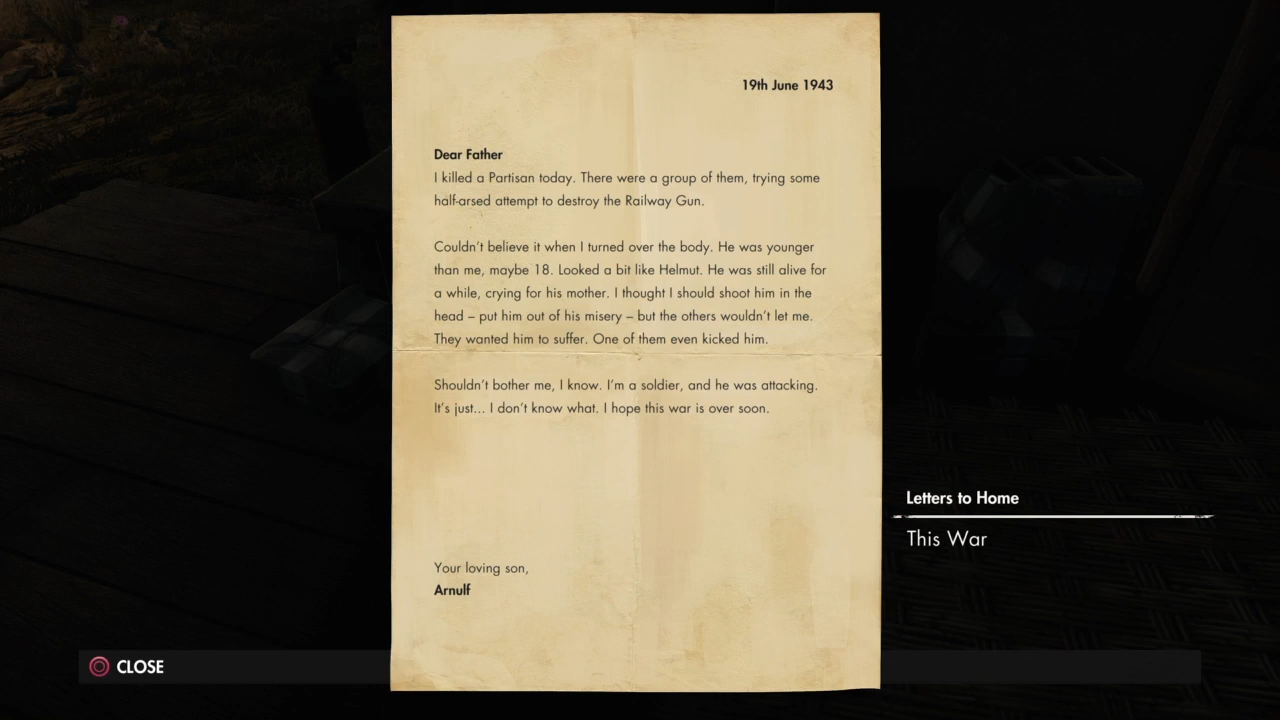 19th June 1943
Dear Father
I killed a Partisan today. There were a group of them, trying some
half-arsed attempt to destroy the Railway Gun.
Couldn't believe it when I turned over the body. He was younger
than me, maybe 18. Looked a bit like Helmut. He was still alive for
a while, crying for his mother. I thought I should shoot him in the
head – put him out of his misery – but the others wouldn't let me.
They wanted him to suffer. One of them even kicked him.
Shouldn't bother me, I know. I'm a soldier, and he was attacking.
It's just... I don't know what. I hope this war is over soon.
Your loving son,
Arnulf
Letters to Home
This War
CLOSE